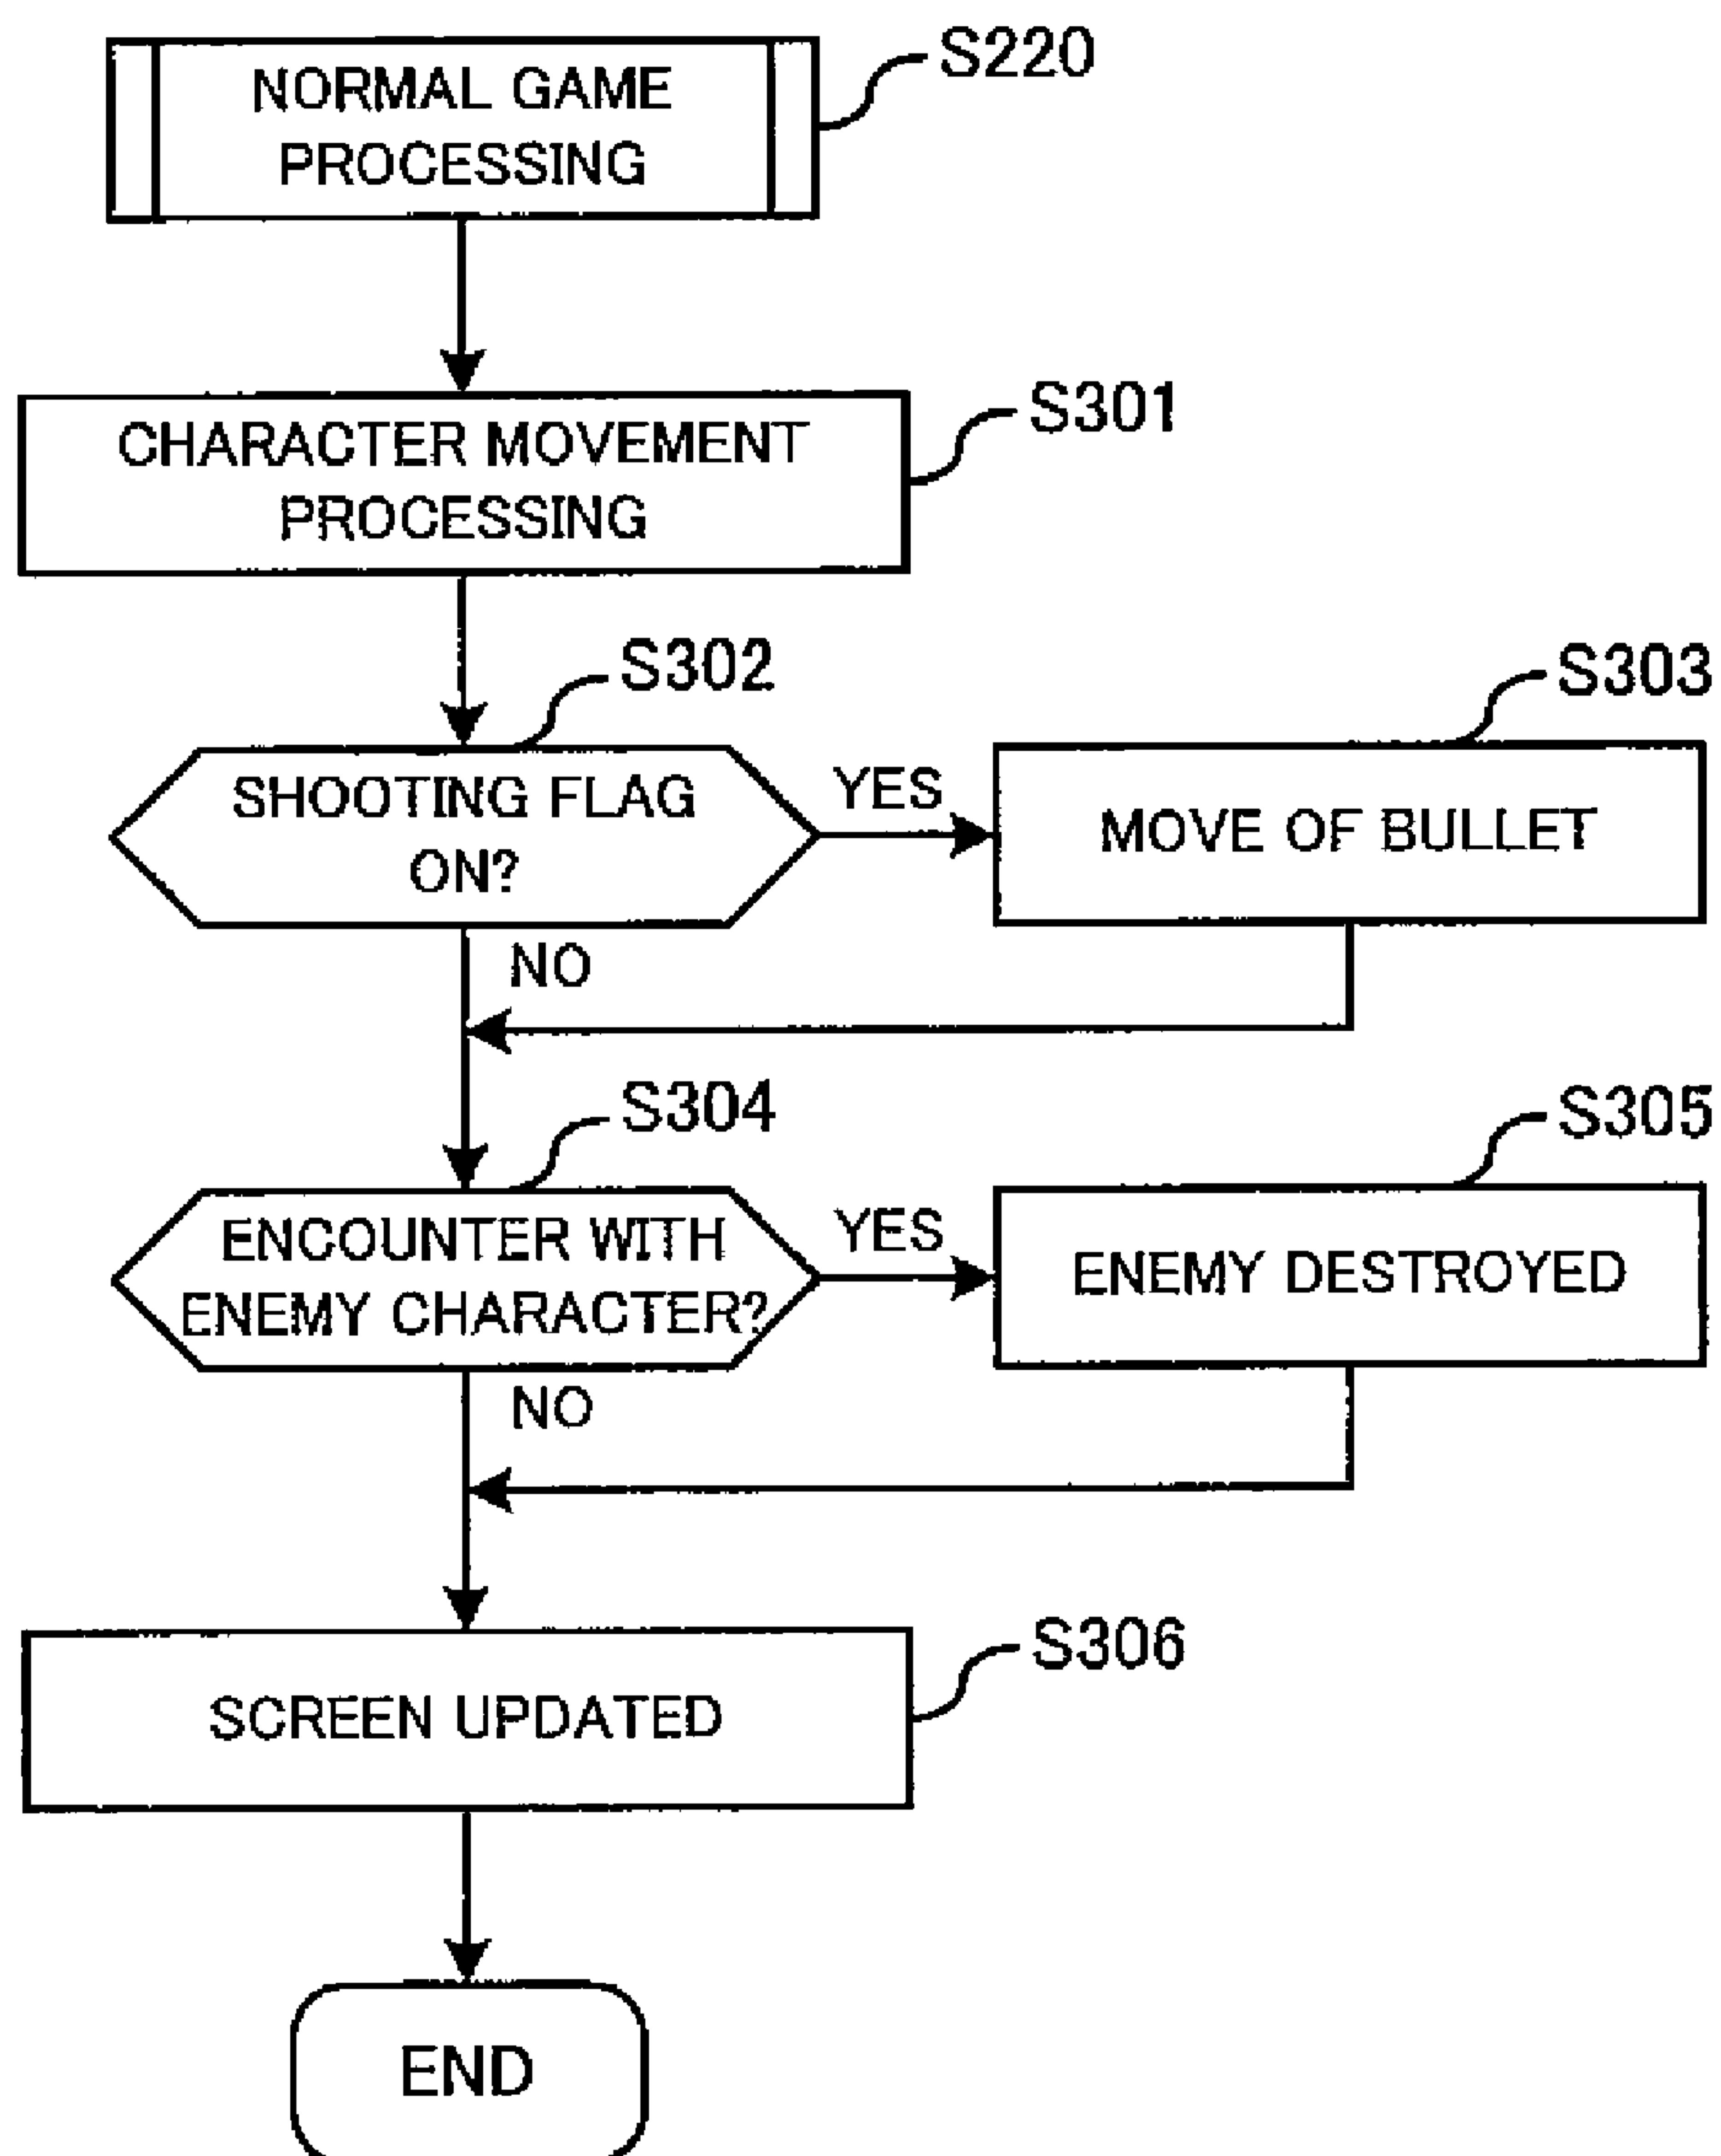 NORMAL GAME
PROCESSING
S220
CHARACTER MOVEMENT
PROCESSING
S301
S302
SHOOTING FLAG
ON?
YES
NO
S303
MOVE OF BULLET
S304
ENCOUNTER WITH
ENEMY CHARACTER?
YES
NO
S305
ENEMY DESTROYED
SCREEN UPDATED
S306
END